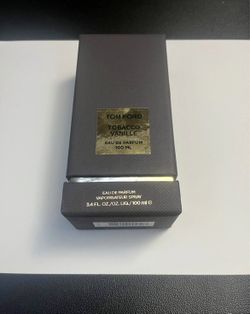 TOM FORD
TOBACCO
VANILLE
EAU DE PARFUM
100 ML
EAU DE PARFUM
VAPORISATEUR SPRAY
3.4 FL.OZ./OZ. LIQ./100 ml ℮